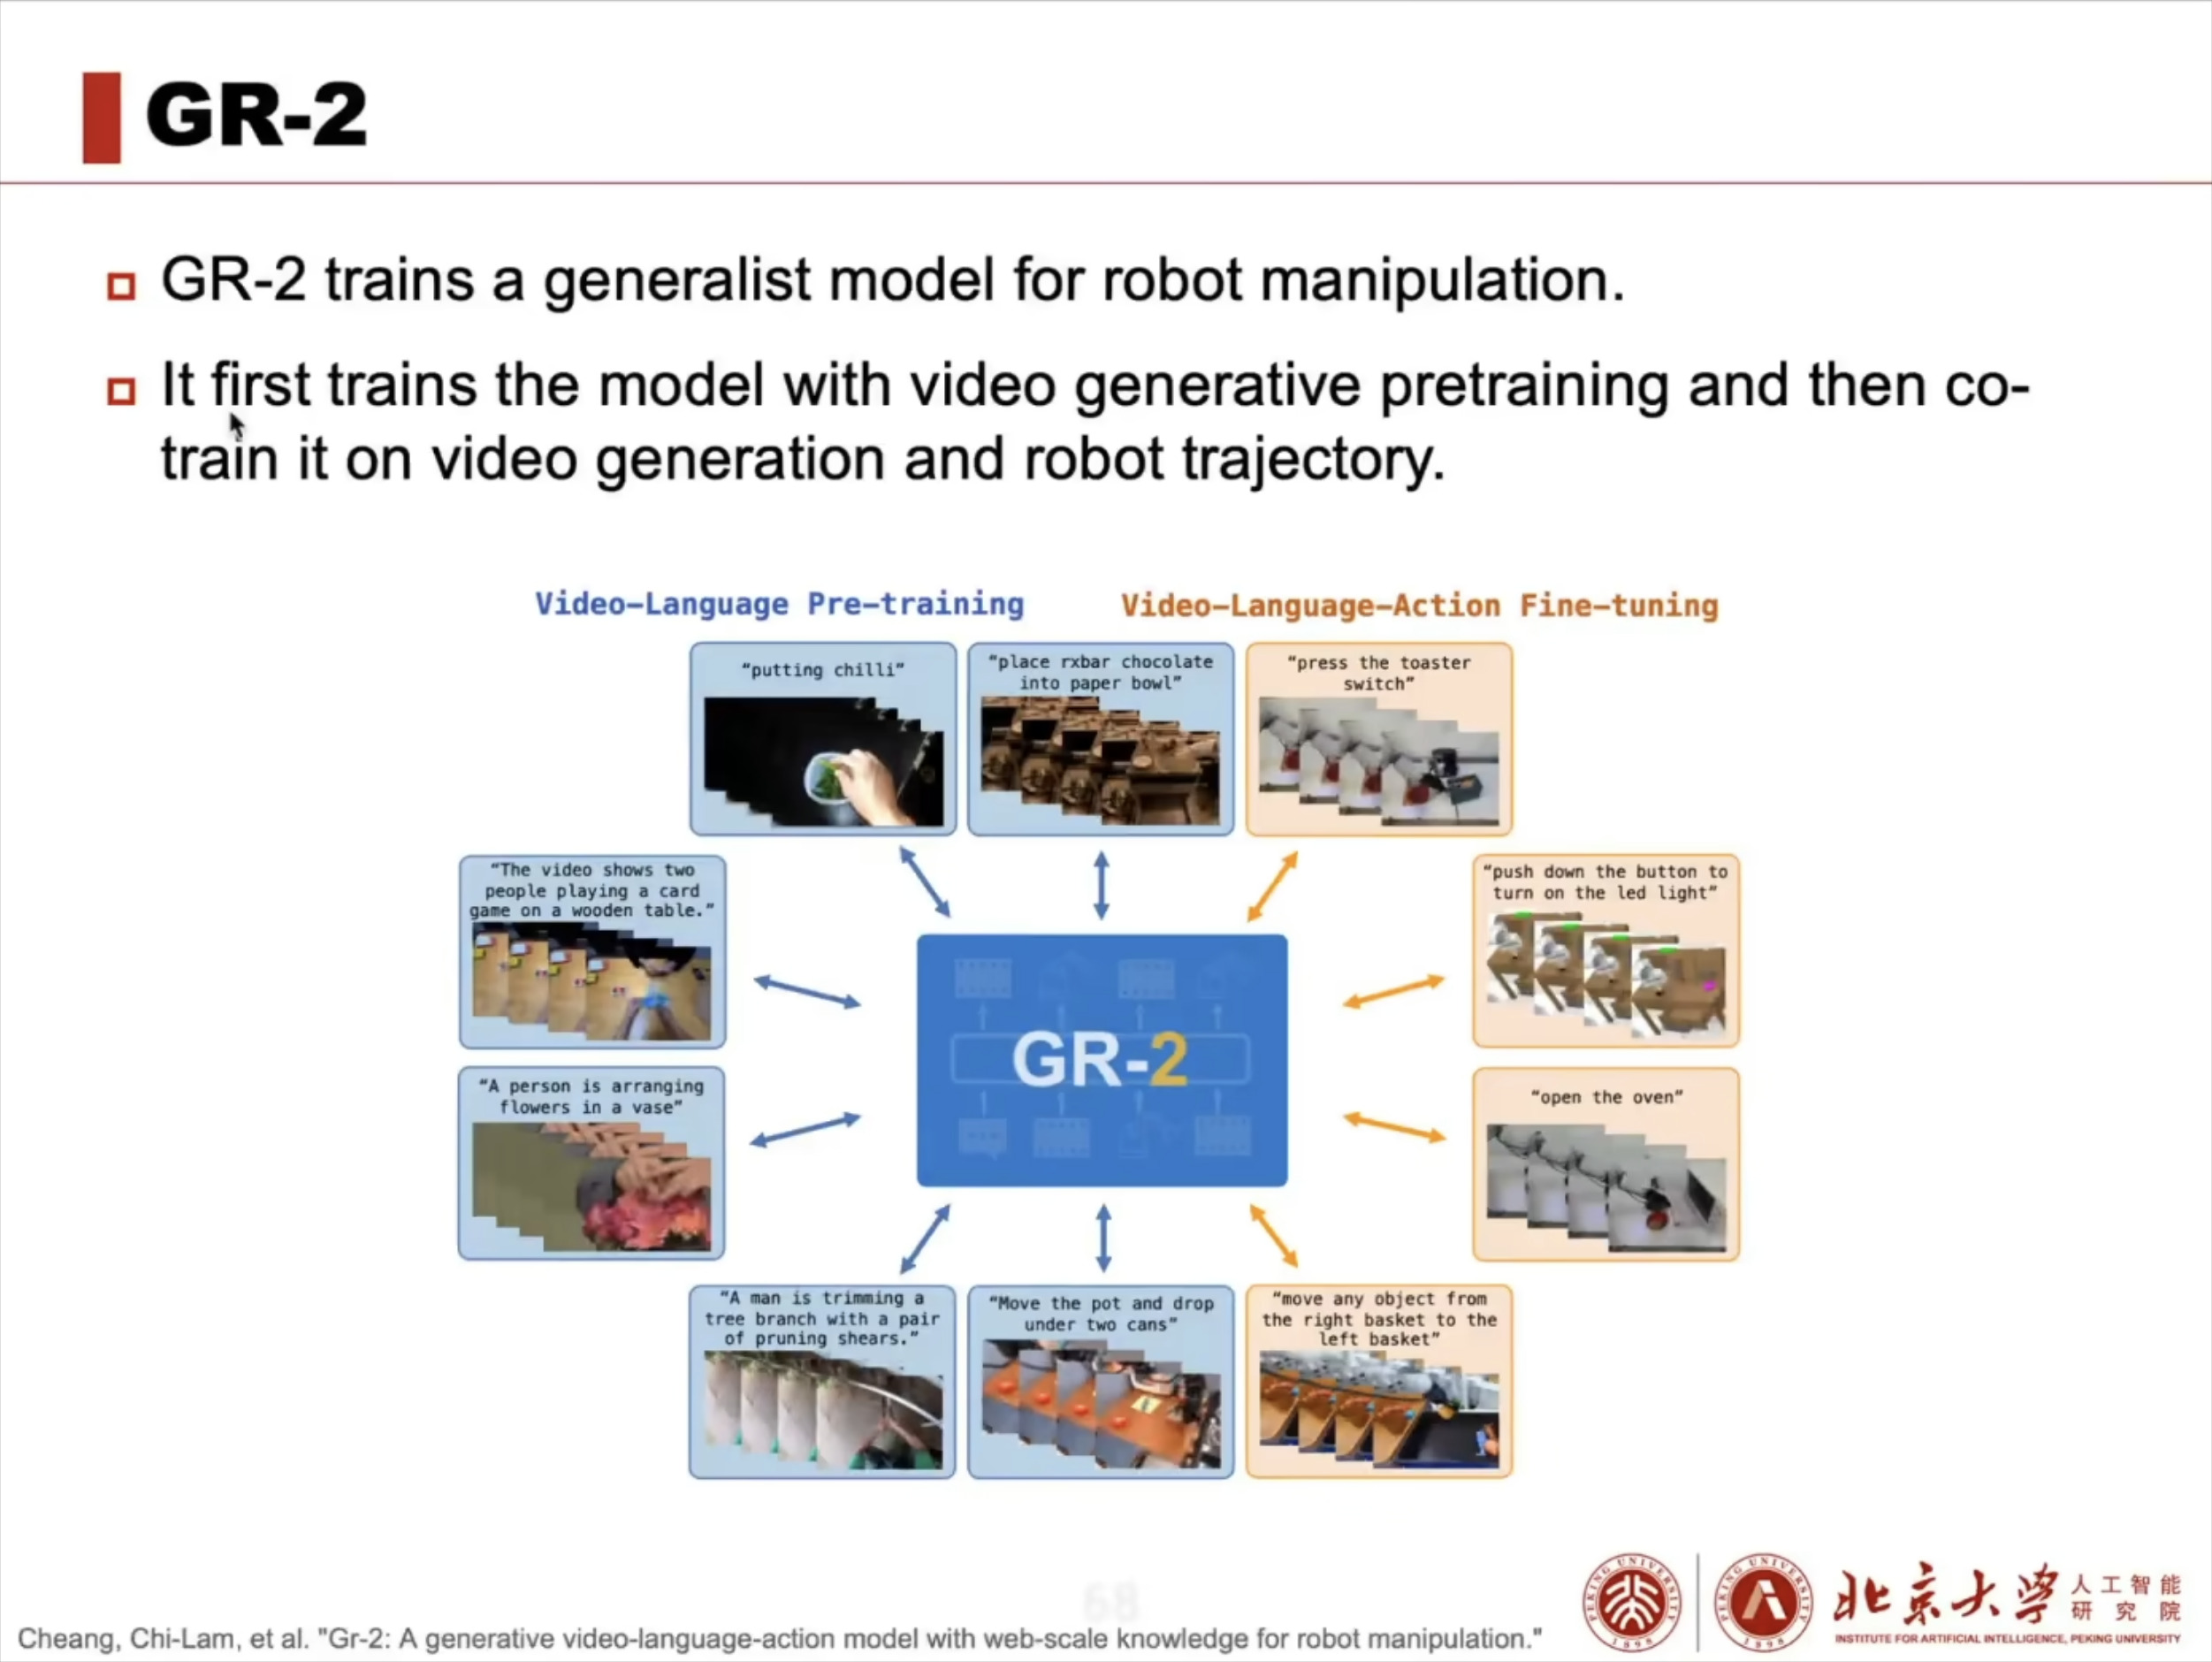 GR-2
GR-2 trains a generalist model for robot manipulation.
It first trains the model with video generative pretraining and then co-
train it on video generation and robot trajectory.
Video-Language Pre-training
Video-Language-Action Fine-tuning
“putting chilli”
“place rxbar chocolate
into paper bowl”
“press the toaster
switch”
“The video shows two
people playing a card
game on a wooden table.”
“push down the button to
turn on the led light”
GR-2
“A person is arranging
flowers in a vase”
“open the oven”
“A man is trimming a
tree branch with a pair
of pruning shears.”
“Move the pot and drop
under two cans”
“move any object from
the right basket to the
left basket”
68
Cheang, Chi-Lam, et al. "Gr-2: A generative video-language-action model with web-scale knowledge for robot manipulation."
PEKING UNIVERSITY
1898
PEKING UNIVERSITY
1898
北京大学
人工智能
研究院
INSTITUTE FOR ARTIFICIAL INTELLIGENCE, PEKING UNIVERSITY